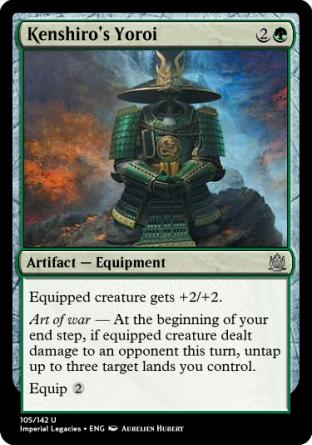 Kenshiro's Yoroi 2
Artifact — Equipment
Equipped creature gets +2/+2.
Art of war — At the beginning of your
end step, if equipped creature dealt
damage to an opponent this turn, untap
up to three target lands you control.
Equip 2
105/142 U
Imperial Legacies • ENG Aurelien Hubert